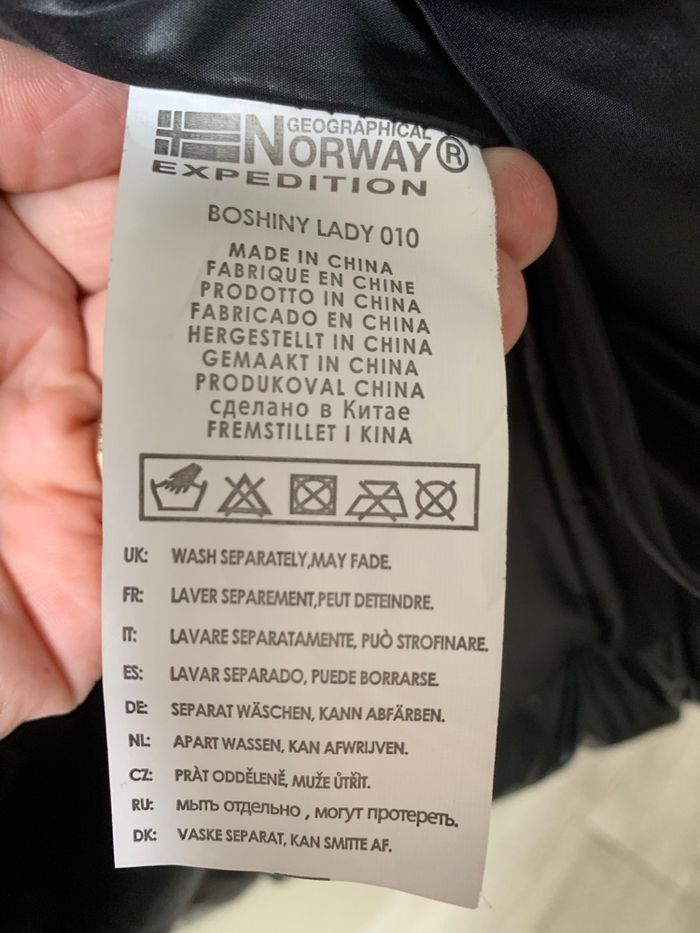 GEOGRAPHICAL
NORWAY®
EXPEDITION
BOSHINY LADY 010
MADE IN CHINA
FABRIQUE EN CHINE
PRODOTTO IN CHINA
FABRICADO EN CHINA
HERGESTELLT IN CHINA
GEMAAKT IN CHINA
PRODUKOVAL CHINA
сделано в Китае
FREMSTILLET I KINA
UK: WASH SEPARATELY,MAY FADE.
FR: LAVER SEPAREMENT,PEUT DETEINDRE.
IT: LAVARE SEPARATAMENTE, PUÒ STROFINARE.
ES: LAVAR SEPARADO, PUEDE BORRARSE.
DE: SEPARAT WÄSCHEN, KANN ABFÄRBEN.
NL: APART WASSEN, KAN AFWRIJVEN.
CZ: PRÀT ODDĚLENĚ, MUŽE ŮTŘÍT.
RU: мыть отдельно , могут протереть.
DK: VASKE SEPARAT, KAN SMITTE AF.